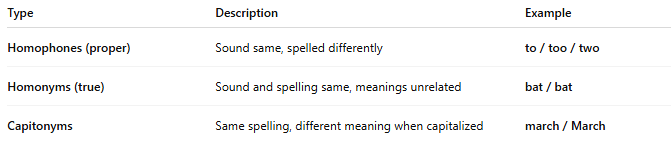 Type Description Example
Homophones (proper) Sound same, spelled differently to / too / two
Homonyms (true) Sound and spelling same, meanings unrelated bat / bat
Capitonyms Same spelling, different meaning when capitalized march / March